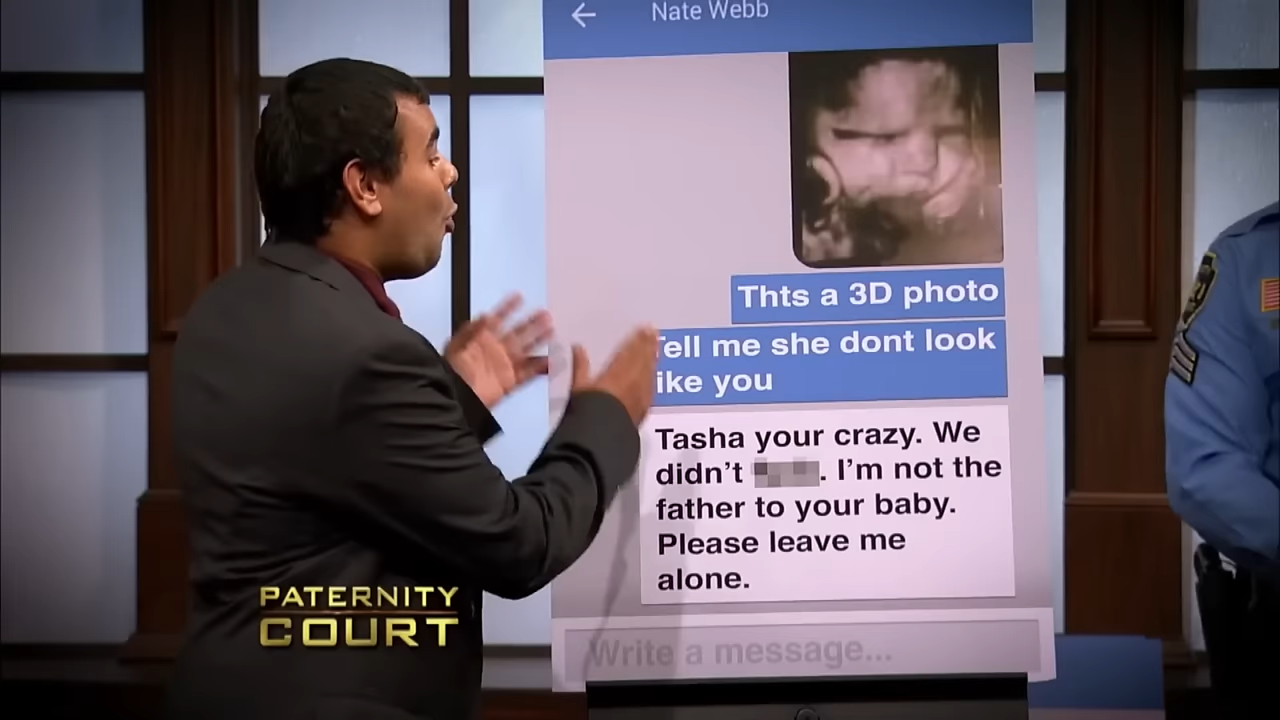 Nate Webb
Thts a 3D photo
Tell me she dont look
ike you
Tasha your crazy. We
didn't . I'm not the
father to your baby.
Please leave me
alone.
Write a message...
PATERNITY
COURT